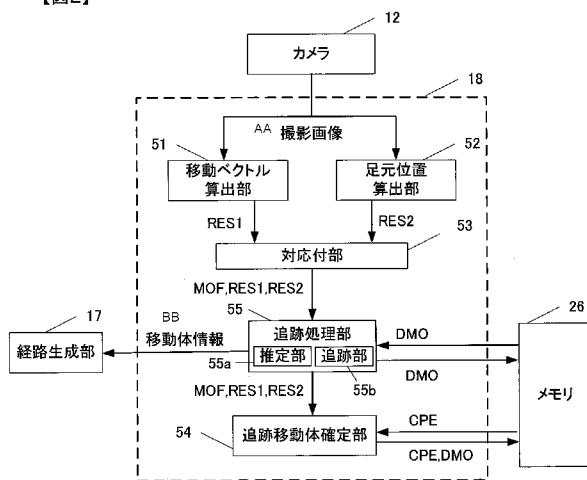 12
カメラ
18
AA 撮影画像
51
52
移動ベクトル
算出部
足元位置
算出部
RES1
RES2
53
対応付部
MOF,RES1,RES2
17
BB
移動体情報
55
26
経路生成部
追跡処理部
推定部
追跡部
DMO
55a
55b
DMO
メモリ
MOF,RES1,RES2
54
追跡移動体確定部
CPE
CPE,DMO